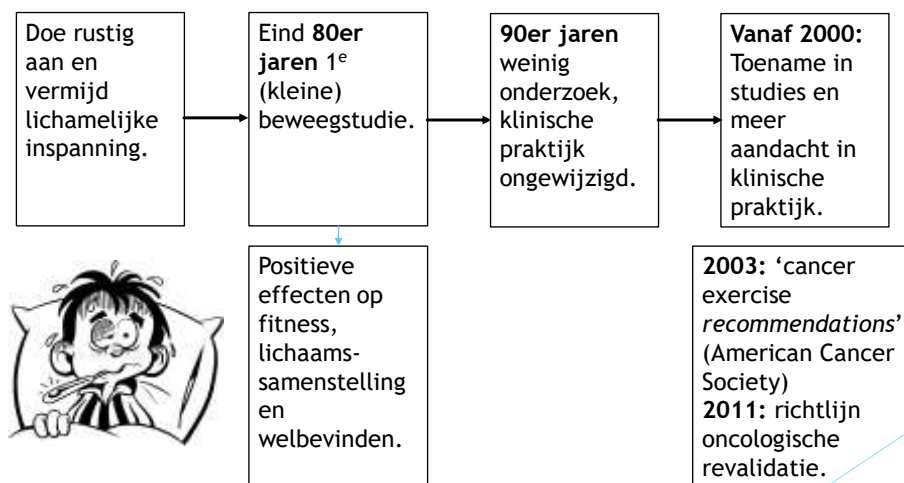 Doe rustig
aan en
vermijd
lichamelijke
inspanning.
Eind 80er
jaren 1e
(kleine)
beweegstudie.
90er jaren
weinig
onderzoek,
klinische
praktijk
ongewijzigd.
Vanaf 2000:
Toename in
studies en
meer
aandacht in
klinische
praktijk.
Positieve
effecten op
fitness,
lichaams-
samenstelling
en
welbevinden.
2003: ‘cancer
exercise
recommendations’
(American Cancer
Society)
2011: richtlijn
oncologische
revalidatie.